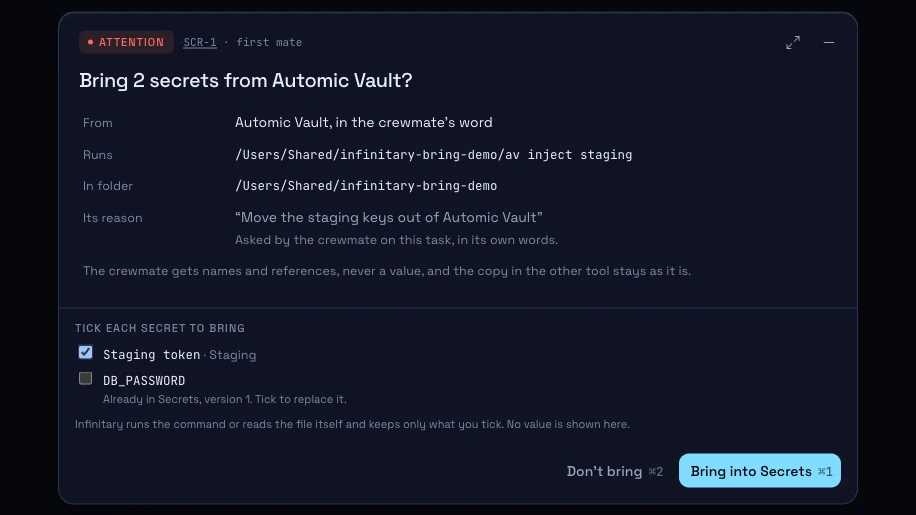 ATTENTION SCR-1 · first mate
Bring 2 secrets from Automic Vault?
From Automic Vault, in the crewmate's word
Runs /Users/Shared/infinitary-bring-demo/av inject staging
In folder /Users/Shared/infinitary-bring-demo
Its reason “Move the staging keys out of Automic Vault”
Asked by the crewmate on this task, in its own words.
The crewmate gets names and references, never a value, and the copy in the other tool stays as it is.
TICK EACH SECRET TO BRING
Staging token · Staging
DB_PASSWORD
Already in Secrets, version 1. Tick to replace it.
Infinitary runs the command or reads the file itself and keeps only what you tick. No value is shown here.
Don't bring ⌘2 Bring into Secrets ⌘1